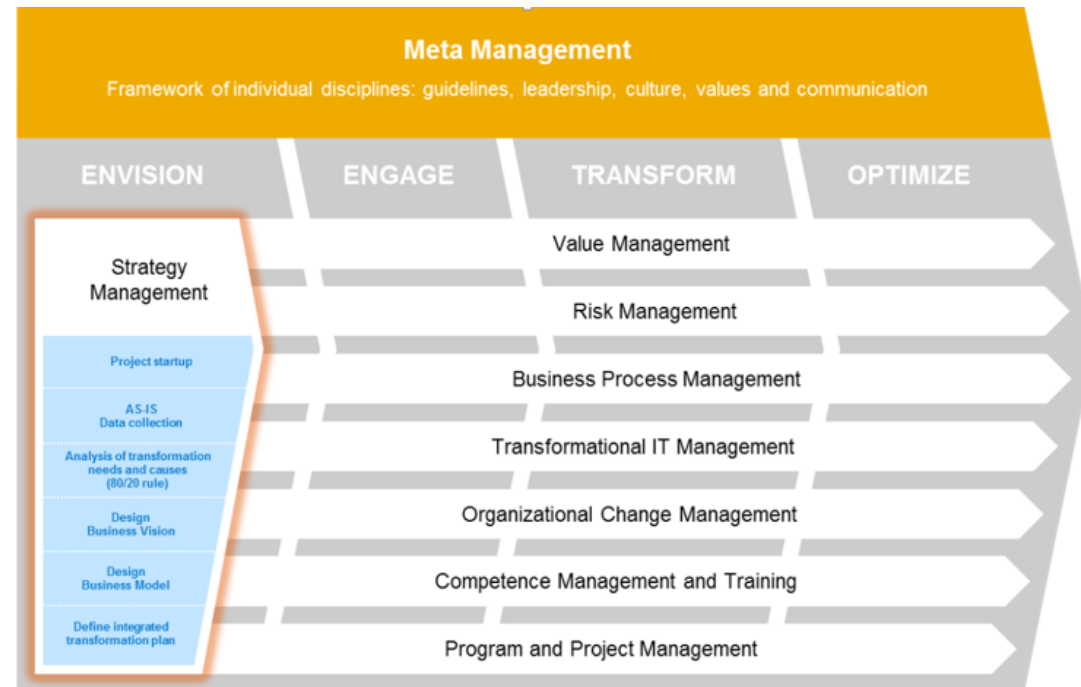 Meta Management
Framework of individual disciplines: guidelines, leadership, culture, values and communication
ENVISION
ENGAGE
TRANSFORM
OPTIMIZE
Strategy
Management
Project startup
AS-IS
Data collection
Analysis of transformation
needs and causes
(80/20 rule)
Design
Business Vision
Design
Business Model
Define integrated
transformation plan
Value Management
Risk Management
Business Process Management
Transformational IT Management
Organizational Change Management
Competence Management and Training
Program and Project Management